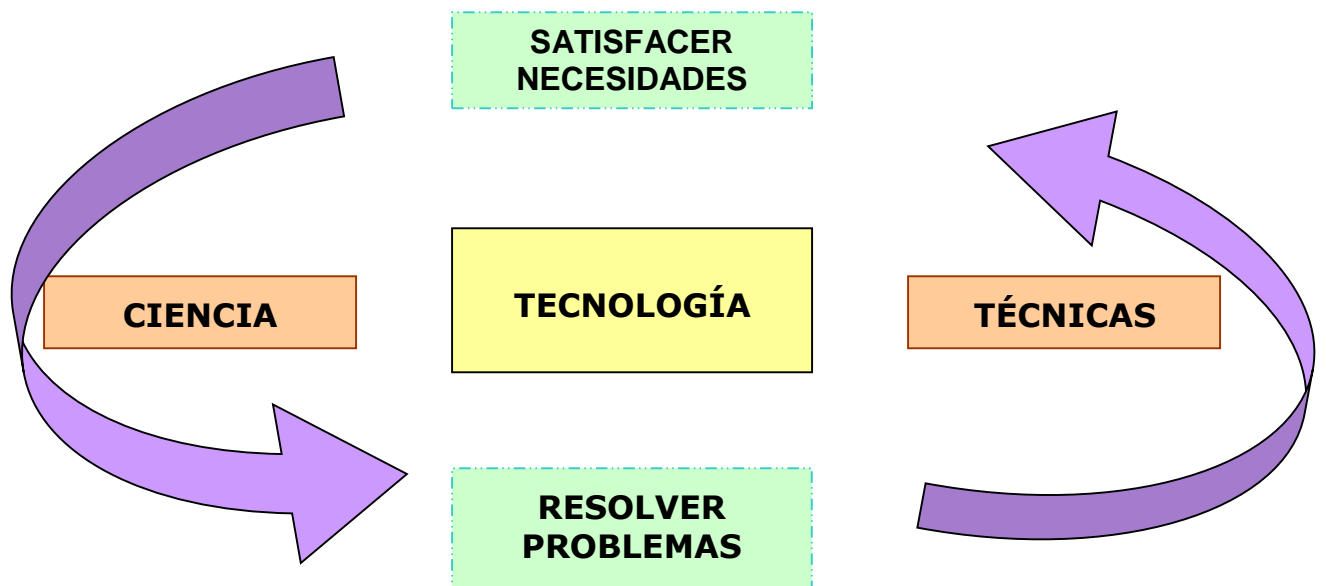 SATISFACER
NECESIDADES
CIENCIA
TECNOLOGÍA
TÉCNICAS
RESOLVER
PROBLEMAS